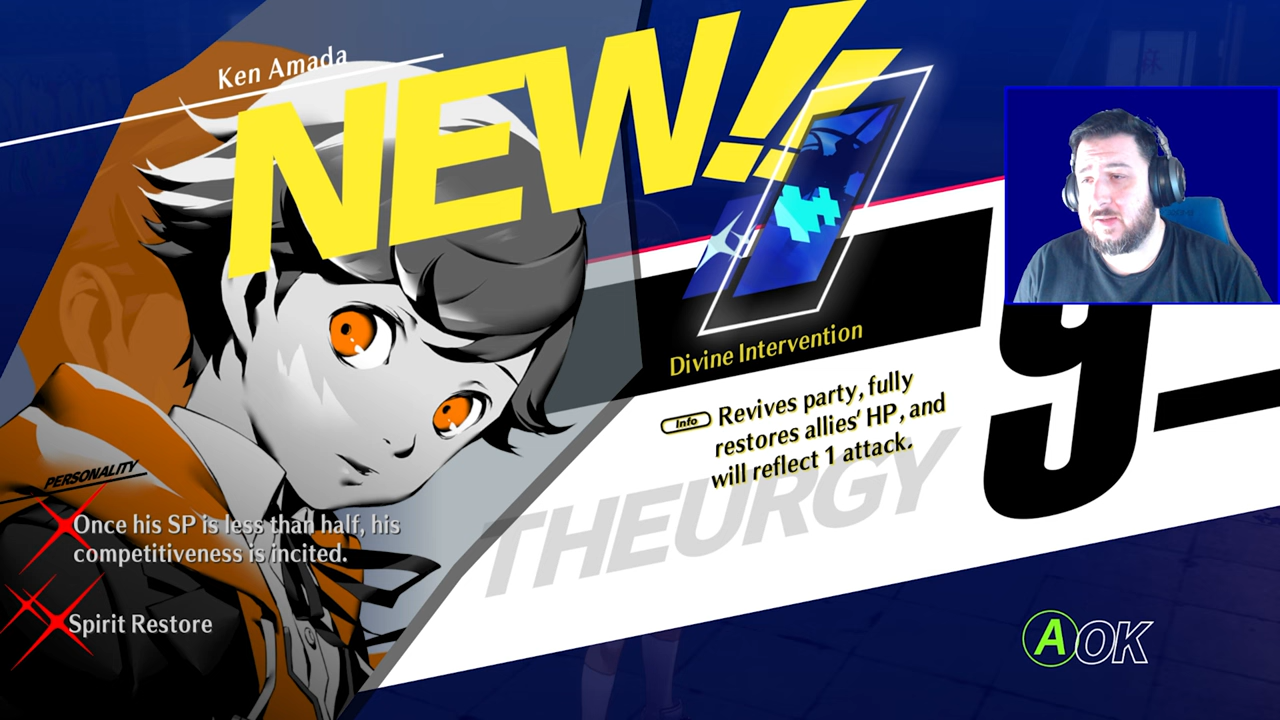 Ken Amada
NEW!!
Divine Intervention
Info Revives party, fully
restores allies' HP, and
will reflect 1 attack.
THEURGY
PERSONALITY
Once his SP is less than half, his
competitiveness is incited.
Spirit Restore
A OK